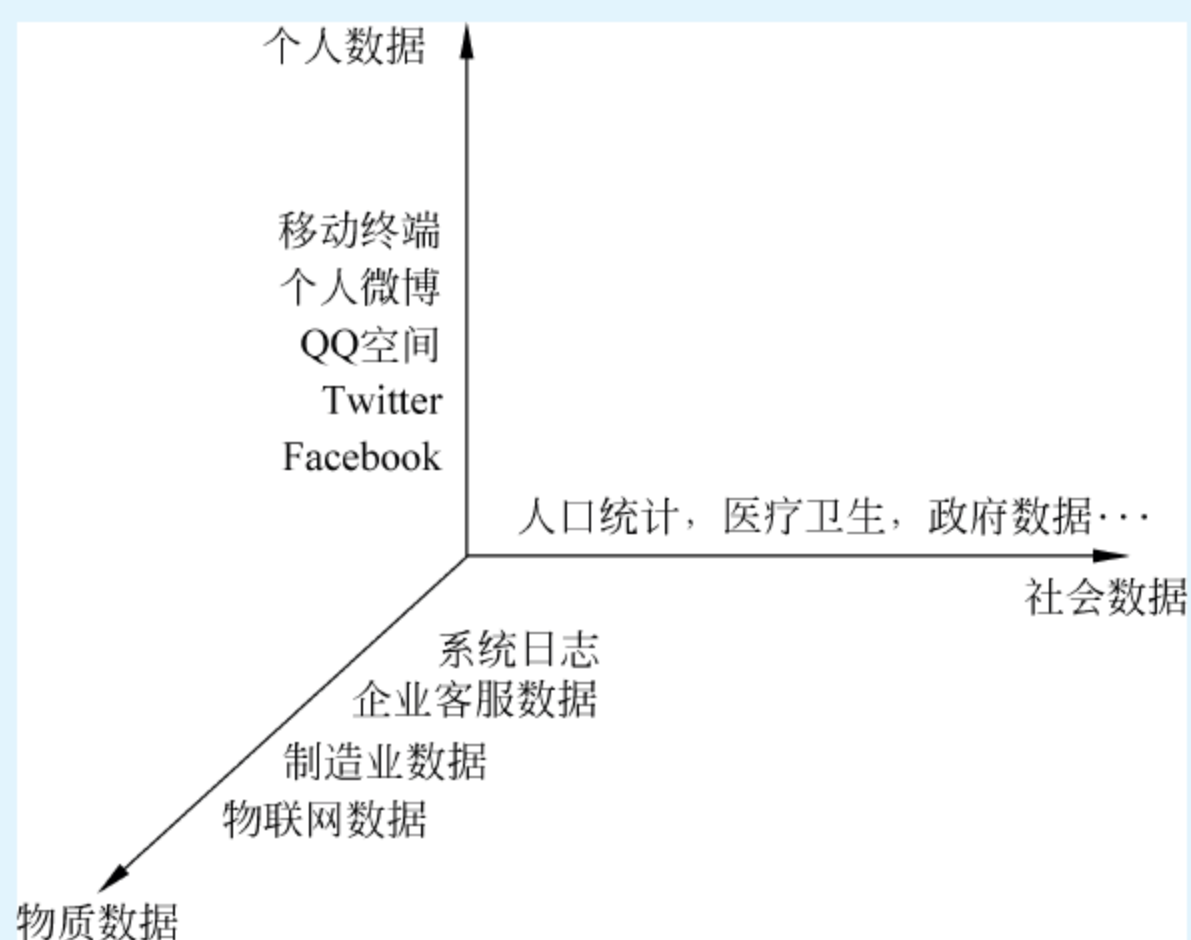 个人数据
移动终端
个人微博
QQ空间
Twitter
Facebook
人口统计，医疗卫生，政府数据···
社会数据
系统日志
企业客服数据
制造业数据
物联网数据
物质数据